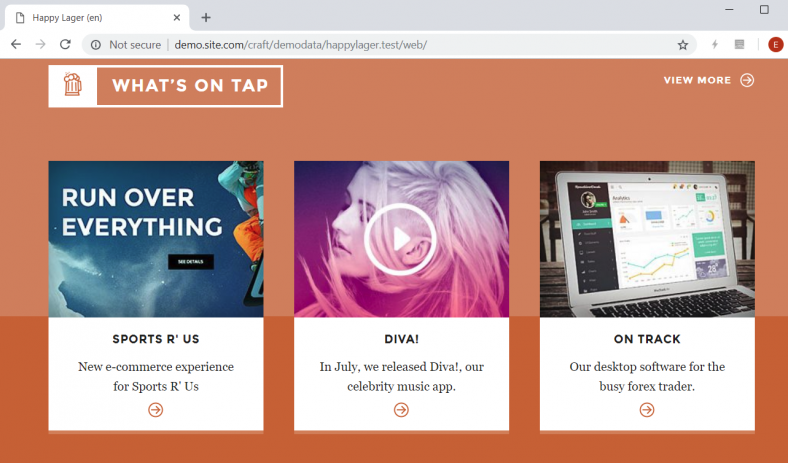 Happy Lager (en)
Not secure
demo.site.com/craft/demodata/happylager.test/web/
E
WHAT'S ON TAP
VIEW MORE
RUN OVER
EVERYTHING
SEE DETAILS
Analytics
28
SPORTS R' US
New e-commerce experience
for Sports R' Us
DIVA!
In July, we released Diva!, our
celebrity music app.
ON TRACK
Our desktop software for the
busy forex trader.